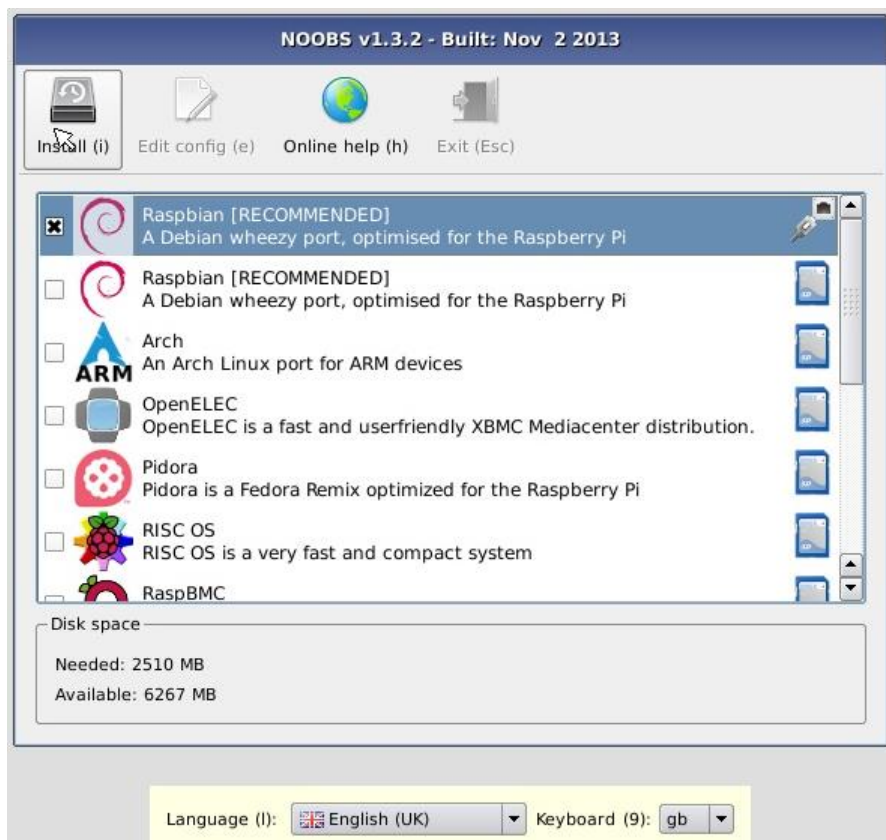 NOOBS v1.3.2 - Built: Nov 2 2013
Install (i)
Edit config (e)
Online help (h)
Exit (Esc)
Raspbian [RECOMMENDED]
A Debian wheezy port, optimised for the Raspberry Pi
Raspbian [RECOMMENDED]
A Debian wheezy port, optimised for the Raspberry Pi
Arch
ARM
An Arch Linux port for ARM devices
OpenELEC
OpenELEC is a fast and userfriendly XBMC Mediacenter distribution.
Pidora
Pidora is a Fedora Remix optimized for the Raspberry Pi
RISC OS
RISC OS is a very fast and compact system
RaspBMC
Disk space
Needed: 2510 MB
Available: 6267 MB
Language (l): English (UK) Keyboard (9): gb